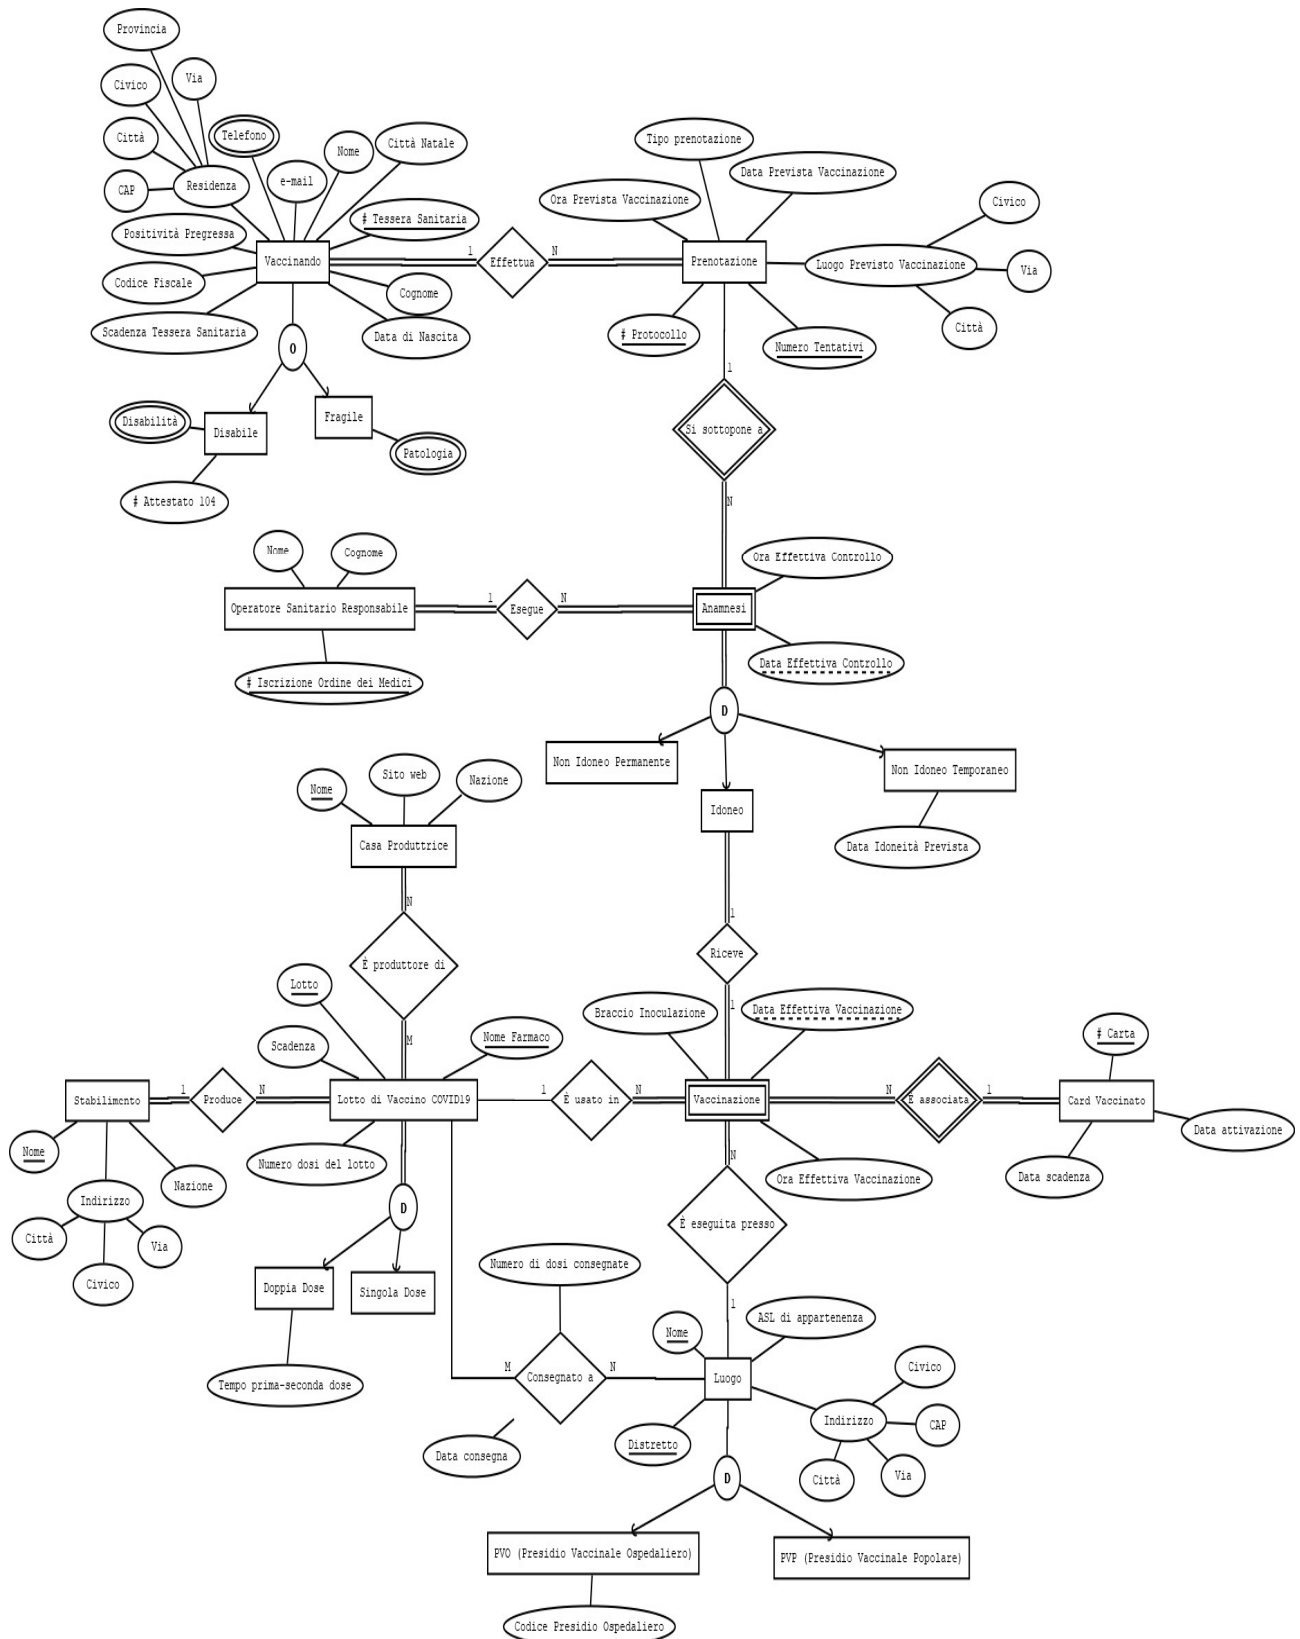 Provincia
Via
Civico
Telefono
Nome
Città Natale
Città
e-mail
CAP
Residenza
# Tessera Sanitaria
Positività Pregressa
Vaccinando
1
Effettua
N
Codice Fiscale
Cognome
Scadenza Tessera Sanitaria
Data di Nascita
O
Disabilità
Disabile
Fragile
Patologia
# Attestato 104
Tipo prenotazione
Data Prevista Vaccinazione
Ora Prevista Vaccinazione
Civico
Prenotazione
Luogo Previsto Vaccinazione
Via
Città
# Protocollo
Numero Tentativi
1
Si sottopone a
N
Nome
Cognome
Ora Effettiva Controllo
Operatore Sanitario Responsabile
1
Esegue
N
Anamnesi
Data Effettiva Controllo
# Iscrizione Ordine dei Medici
D
Non Idoneo Permanente
Non Idoneo Temporaneo
Idoneo
Data Idoneità Prevista
Nome
Sito web
Nazione
Casa Produttrice
N
È produttore di
M
1
Riceve
1
Lotto
Scadenza
Nome Farmaco
Braccio Inoculazione
Data Effettiva Vaccinazione
# Carta
Stabilimento
1
Produce
N
Lotto di Vaccino COVID19
1
È usato in
N
Vaccinazione
N
È associata
1
Card Vaccinato
Data attivazione
Nome
Numero dosi del lotto
Ora Effettiva Vaccinazione
Data scadenza
Indirizzo
Nazione
Città
Via
Civico
D
N
È eseguita presso
1
Doppia Dose
Singola Dose
Numero di dosi consegnate
Tempo prima-seconda dose
Nome
ASL di appartenenza
M
Consegnato a
N
Luogo
Civico
Indirizzo
CAP
Data consegna
Distretto
Città
Via
D
PVO (Presidio Vaccinale Ospedaliero)
PVP (Presidio Vaccinale Popolare)
Codice Presidio Ospedaliero